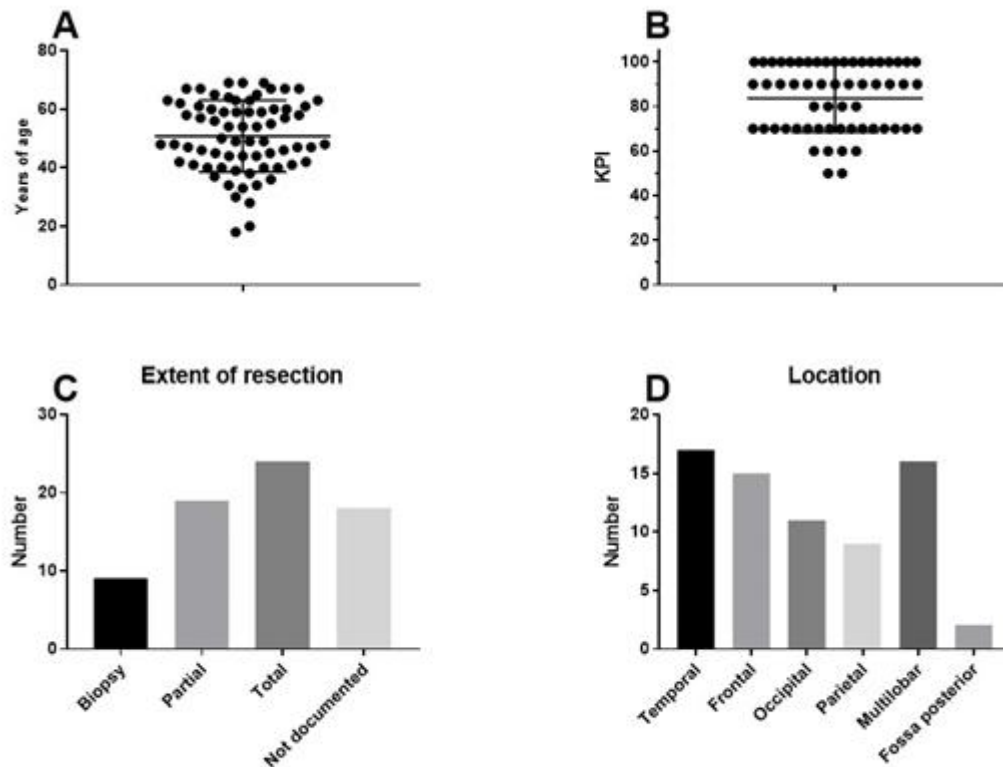 A
80
60
40
20
0
Years of age
B
100
80
60
40
20
0
KPI
C
Extent of resection
30
20
10
0
Number
Biopsy
Partial
Total
Not documented
D
Location
20
15
10
5
0
Number
Temporal
Frontal
Occipital
Parietal
Multilobar
Fossa posterior